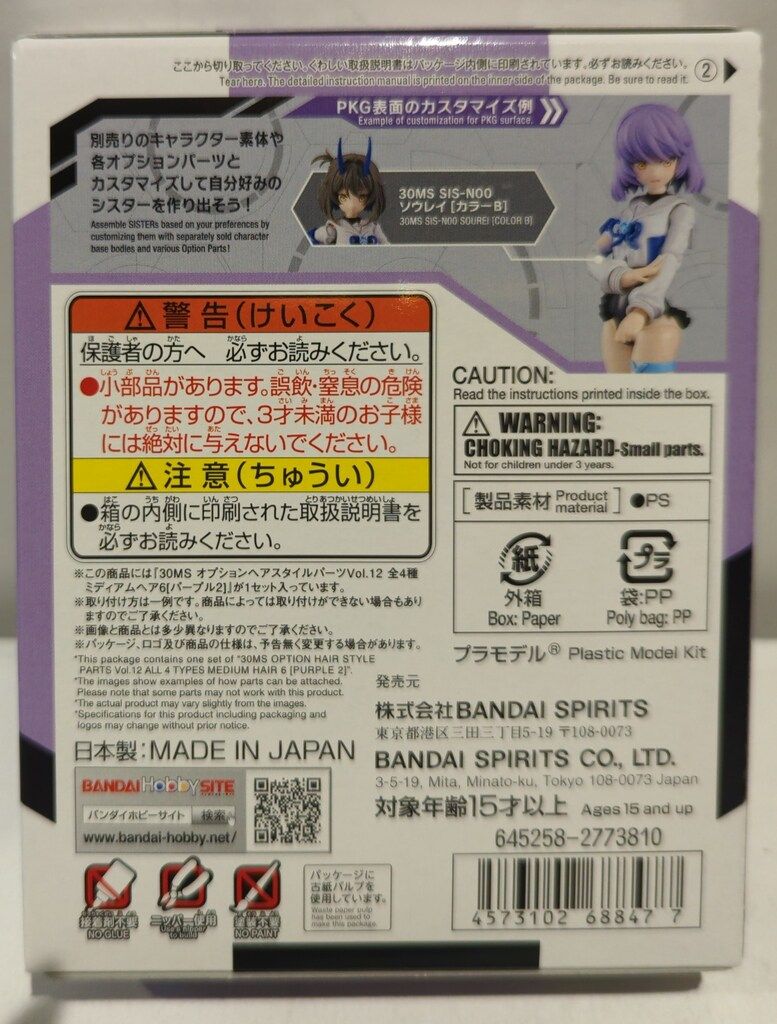 ここから切り取ってください。くわしい取扱説明書はパッケージ内側に印刷されています。必ずお読みください。
Tear here. The detailed instruction manual is printed on the inner side of the package. Be sure to read it.
②
PKG表面のカスタマイズ例
Example of customization for PKG surface.
別売りのキャラクター素体や
各オプションパーツと
カスタマイズして自分好みの
シスターを作り出そう！
Assemble SISTERs based on your preferences by
customizing them with separately sold character
base bodies and various Option Parts!
30MS SIS-N00
ソウレイ [カラーB]
30MS SIS-N00 SOUREI [COLOR B]
⚠警告(けいこく)
保護者の方へ 必ずお読みください。
●小部品があります。誤飲・窒息の危険
がありますので、3才未満のお子様
には絶対に与えないでください。
⚠注意(ちゅうい)
●箱の内側に印刷された取扱説明書を
必ずお読みください。
CAUTION:
Read the instructions printed inside the box.
⚠ WARNING:
CHOKING HAZARD-Small parts.
Not for children under 3 years.
[製品素材 Product material] ●PS
紙
外箱
Box: Paper
プラ
袋:PP
Poly bag: PP
プラモデル® Plastic Model Kit
※この商品には「30MS オプションヘアスタイルパーツVol.12 全4種
ミディアムヘア6[パープル2]」が1セット入っています。
※取り付け方は一例です。商品によっては取り付けができない場合もあり
ますのでご了承ください。
※画像と商品とは多少異なりますのでご了承ください。
※パッケージ、ロゴ及び商品の仕様は、予告無く変更する場合があります。
*This package contains one set of "30MS OPTION HAIR STYLE
PARTS Vol.12 ALL 4 TYPES MEDIUM HAIR 6 [PURPLE 2]".
*The images show examples of how parts can be attached.
Please note that some parts may not work with this product.
*The actual product may vary slightly from the images.
*Specifications for this product including packaging and
logos may change without prior notice.
日本製:MADE IN JAPAN
発売元
株式会社BANDAI SPIRITS
東京都港区三田三丁目5-19 〒108-0073
BANDAI SPIRITS CO., LTD.
3-5-19, Mita, Minato-ku, Tokyo 108-0073 Japan
対象年齢15才以上 Ages 15 and up
BANDAI Hobby SITE
バンダイホビーサイト 検索
www.bandai-hobby.net/
接着剤不要
NO GLUE
ニッパー使用
Use a nipper
to build
塗装不要
NO PAINT
パッケージに
古紙パルプを
使用しています。
Waste paper pulp
has been used to
make this package.
645258-2773810
4573102 68847 7